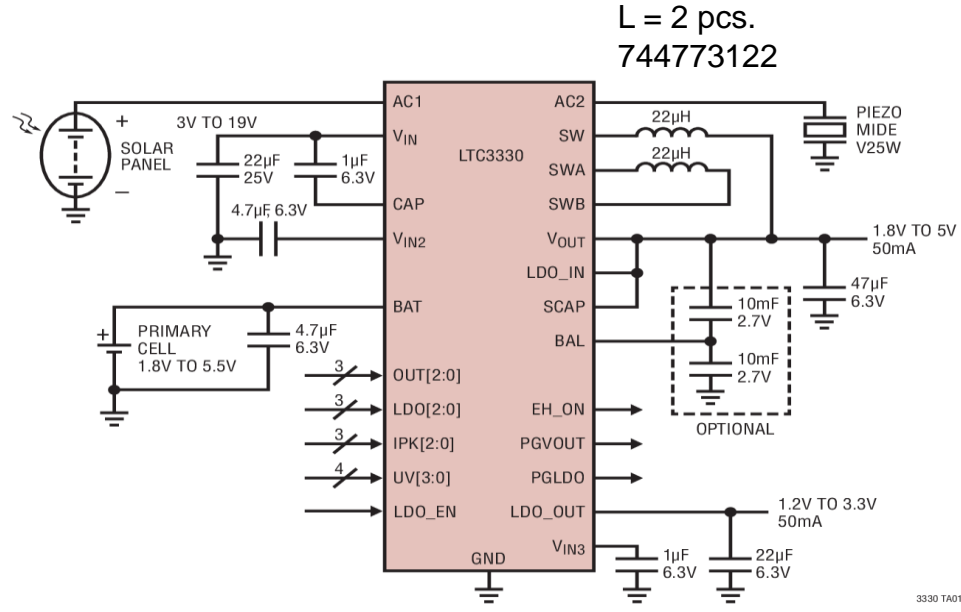 L = 2 pcs.
744773122
AC1
AC2
+
SOLAR
PANEL
–
3V TO 19V
VIN
22µF
25V
1µF
6.3V
CAP
4.7µF, 6.3V
VIN2
LTC3330
SW
22µH
SWA
22µH
SWB
PIEZO
MIDE
V25W
VOUT
1.8V TO 5V
50mA
LDO_IN
SCAP
47µF
6.3V
BAT
+
PRIMARY
CELL
1.8V TO 5.5V
4.7µF
6.3V
BAL
10mF
2.7V
10mF
2.7V
OPTIONAL
3
OUT[2:0]
3
LDO[2:0]
3
IPK[2:0]
4
UV[3:0]
LDO_EN
EH_ON
PGVOUT
PGLDO
LDO_OUT
1.2V TO 3.3V
50mA
VIN3
1µF
6.3V
22µF
6.3V
GND
3330 TA01